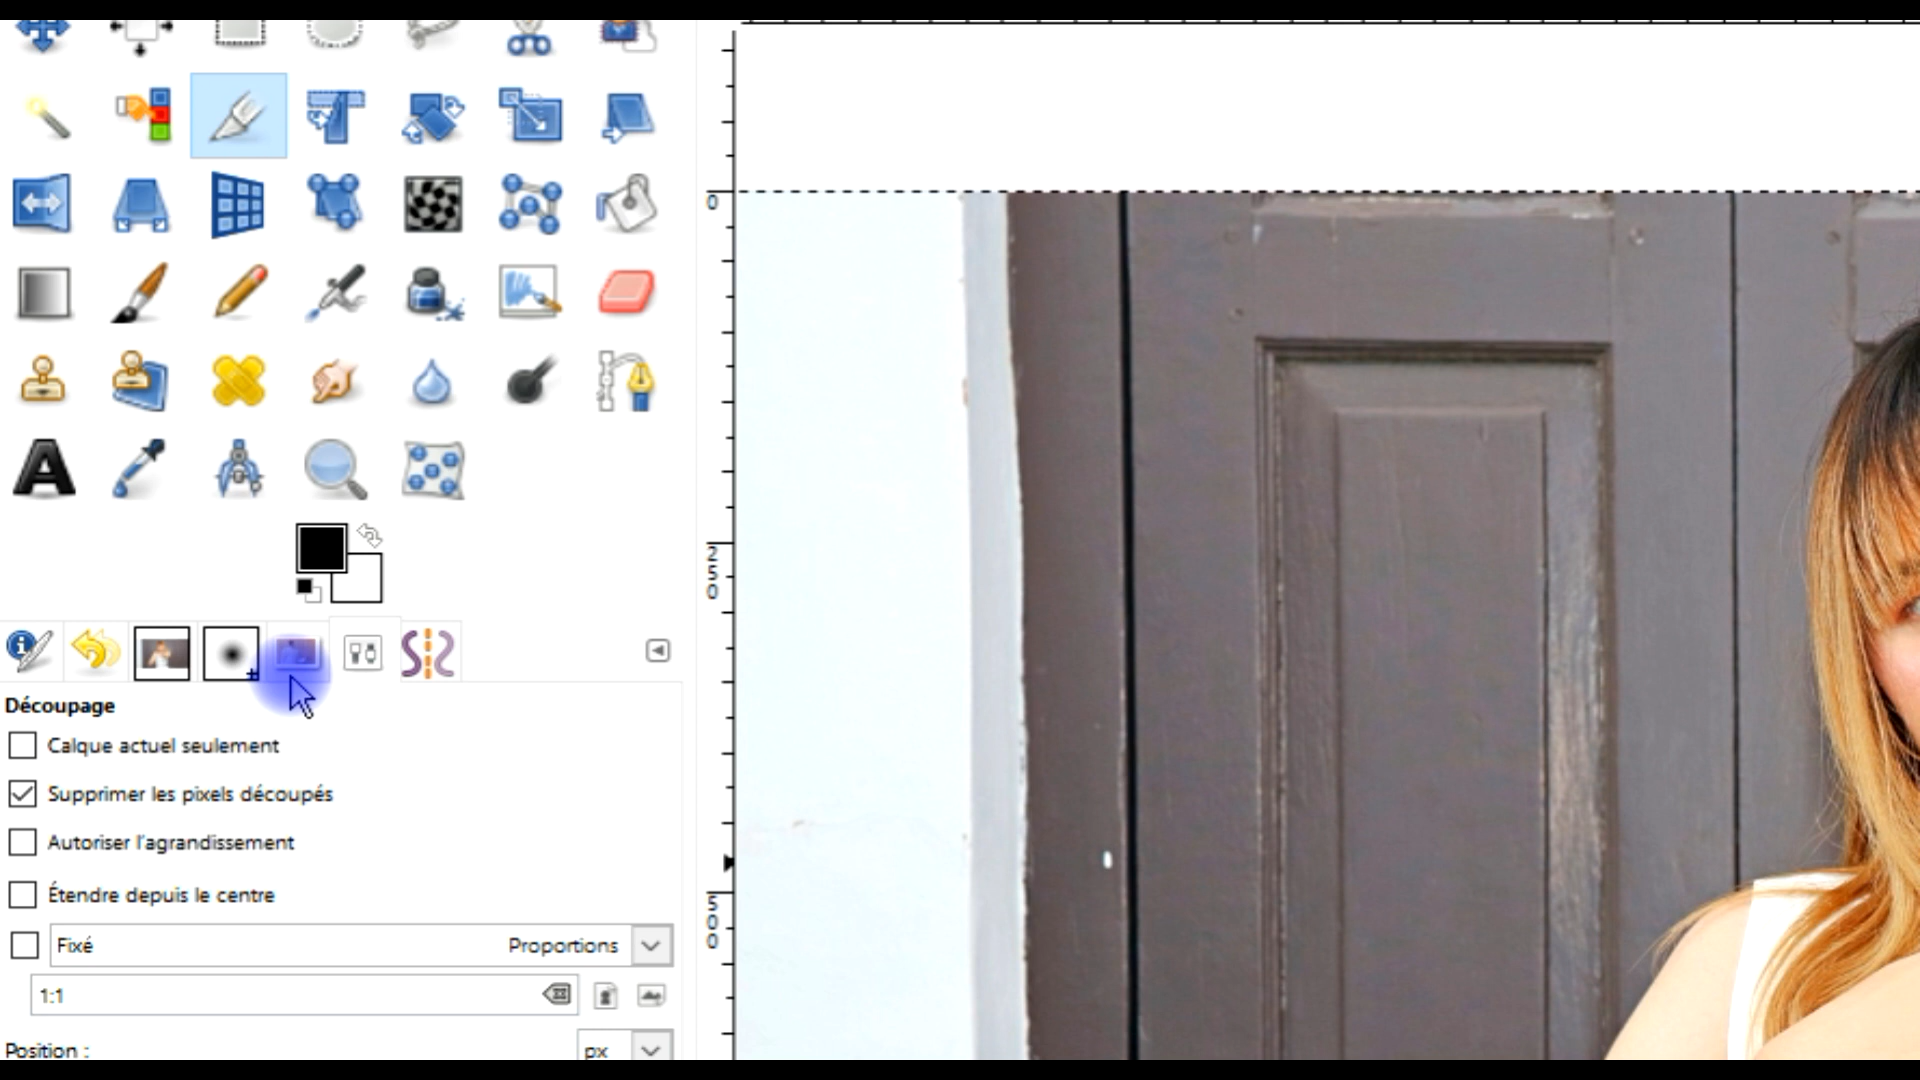 0
250
500
Découpage
Calque actuel seulement
Supprimer les pixels découpés
Autoriser l'agrandissement
Étendre depuis le centre
Fixé Proportions
1:1
Position : px